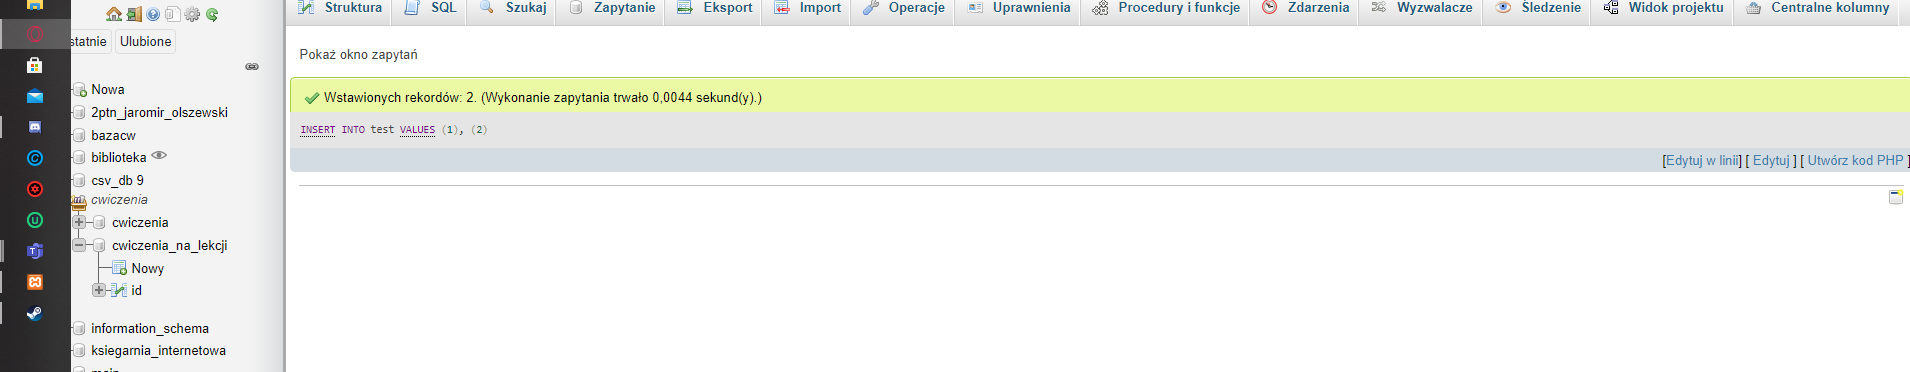 Struktura SQL Szukaj Zapytanie Eksport Import Operacje Uprawnienia Procedury i funkcje Zdarzenia Wyzwalacze Śledzenie Widok projektu Centralne kolumny
statnie Ulubione
Nowa
2ptn_jaromir_olszewski
bazacw
biblioteka
csv_db 9
cwiczenia
cwiczenia
cwiczenia_na_lekcji
Nowy
id
information_schema
ksiegarnia_internetowa
Pokaż okno zapytań
Wstawionych rekordów: 2. (Wykonanie zapytania trwało 0,0044 sekund(y).)
INSERT INTO test VALUES (1), (2)
[Edytuj w linii] [ Edytuj ] [ Utwórz kod PHP ]